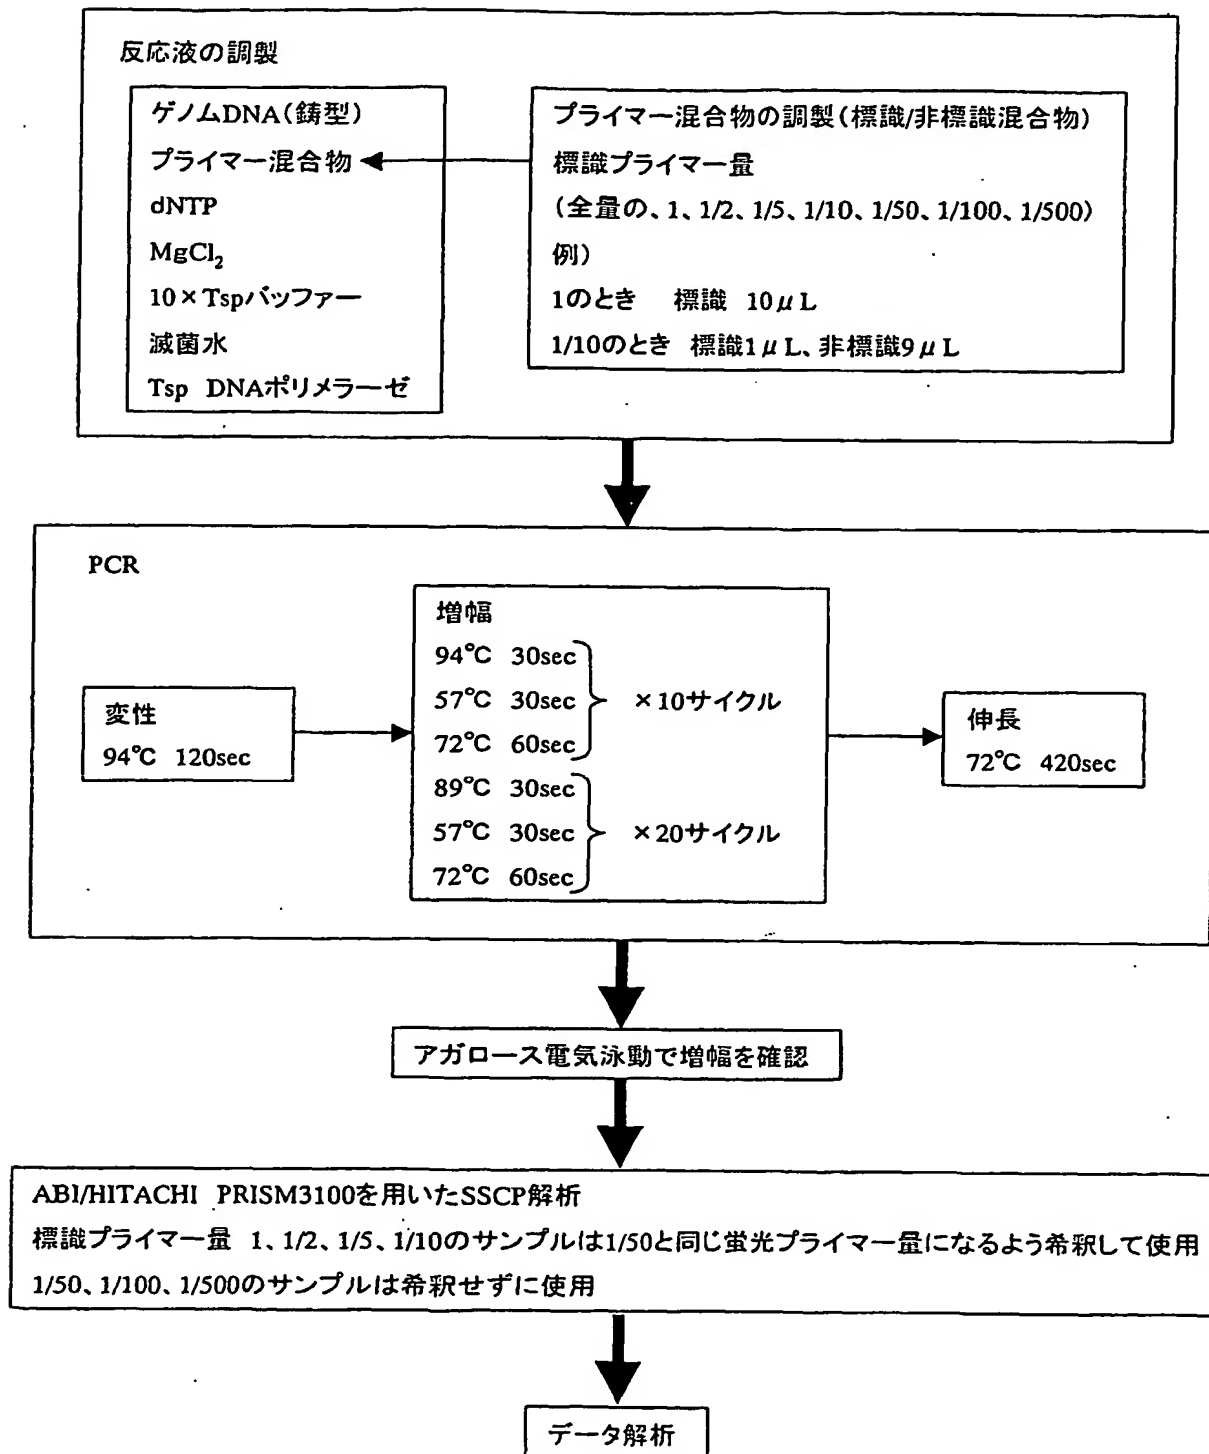 反応液の調製
ゲノムDNA(鋳型)
プライマー混合物
dNTP
MgCl₂
10×Tspバッファー
滅菌水
Tsp DNAポリメラーゼ
プライマー混合物の調製(標識/非標識混合物)
標識プライマー量
(全量の、1、1/2、1/5、1/10、1/50、1/100、1/500)
例)
1のとき 標識 10μL
1/10のとき 標識1μL、非標識9μL
PCR
変性
94℃ 120sec
増幅
94℃ 30sec
57℃ 30sec ×10サイクル
72℃ 60sec
89℃ 30sec
57℃ 30sec ×20サイクル
72℃ 60sec
伸長
72℃ 420sec
アガロース電気泳動で増幅を確認
ABI/HITACHI PRISM3100を用いたSSCP解析
標識プライマー量 1、1/2、1/5、1/10のサンプルは1/50と同じ蛍光プライマー量になるよう希釈して使用
1/50、1/100、1/500のサンプルは希釈せずに使用
データ解析